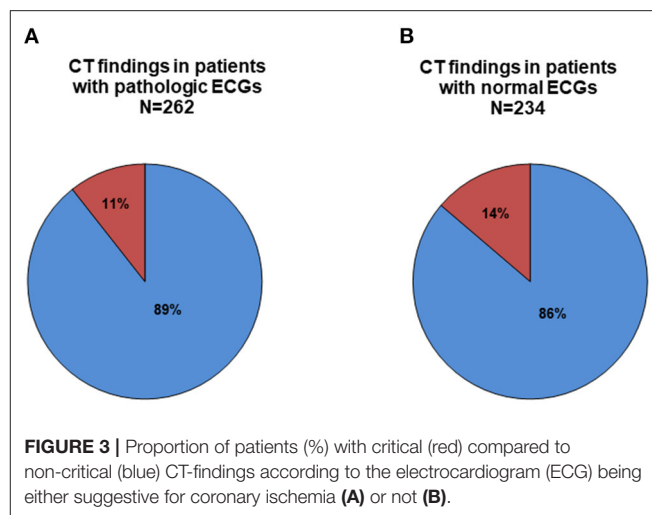 A
CT findings in patients
with pathologic ECGs
N=262
11%
89%
B
CT findings in patients
with normal ECGs
N=234
14%
86%
FIGURE 3 | Proportion of patients (%) with critical (red) compared to
non-critical (blue) CT-findings according to the electrocardiogram (ECG) being
either suggestive for coronary ischemia (A) or not (B).